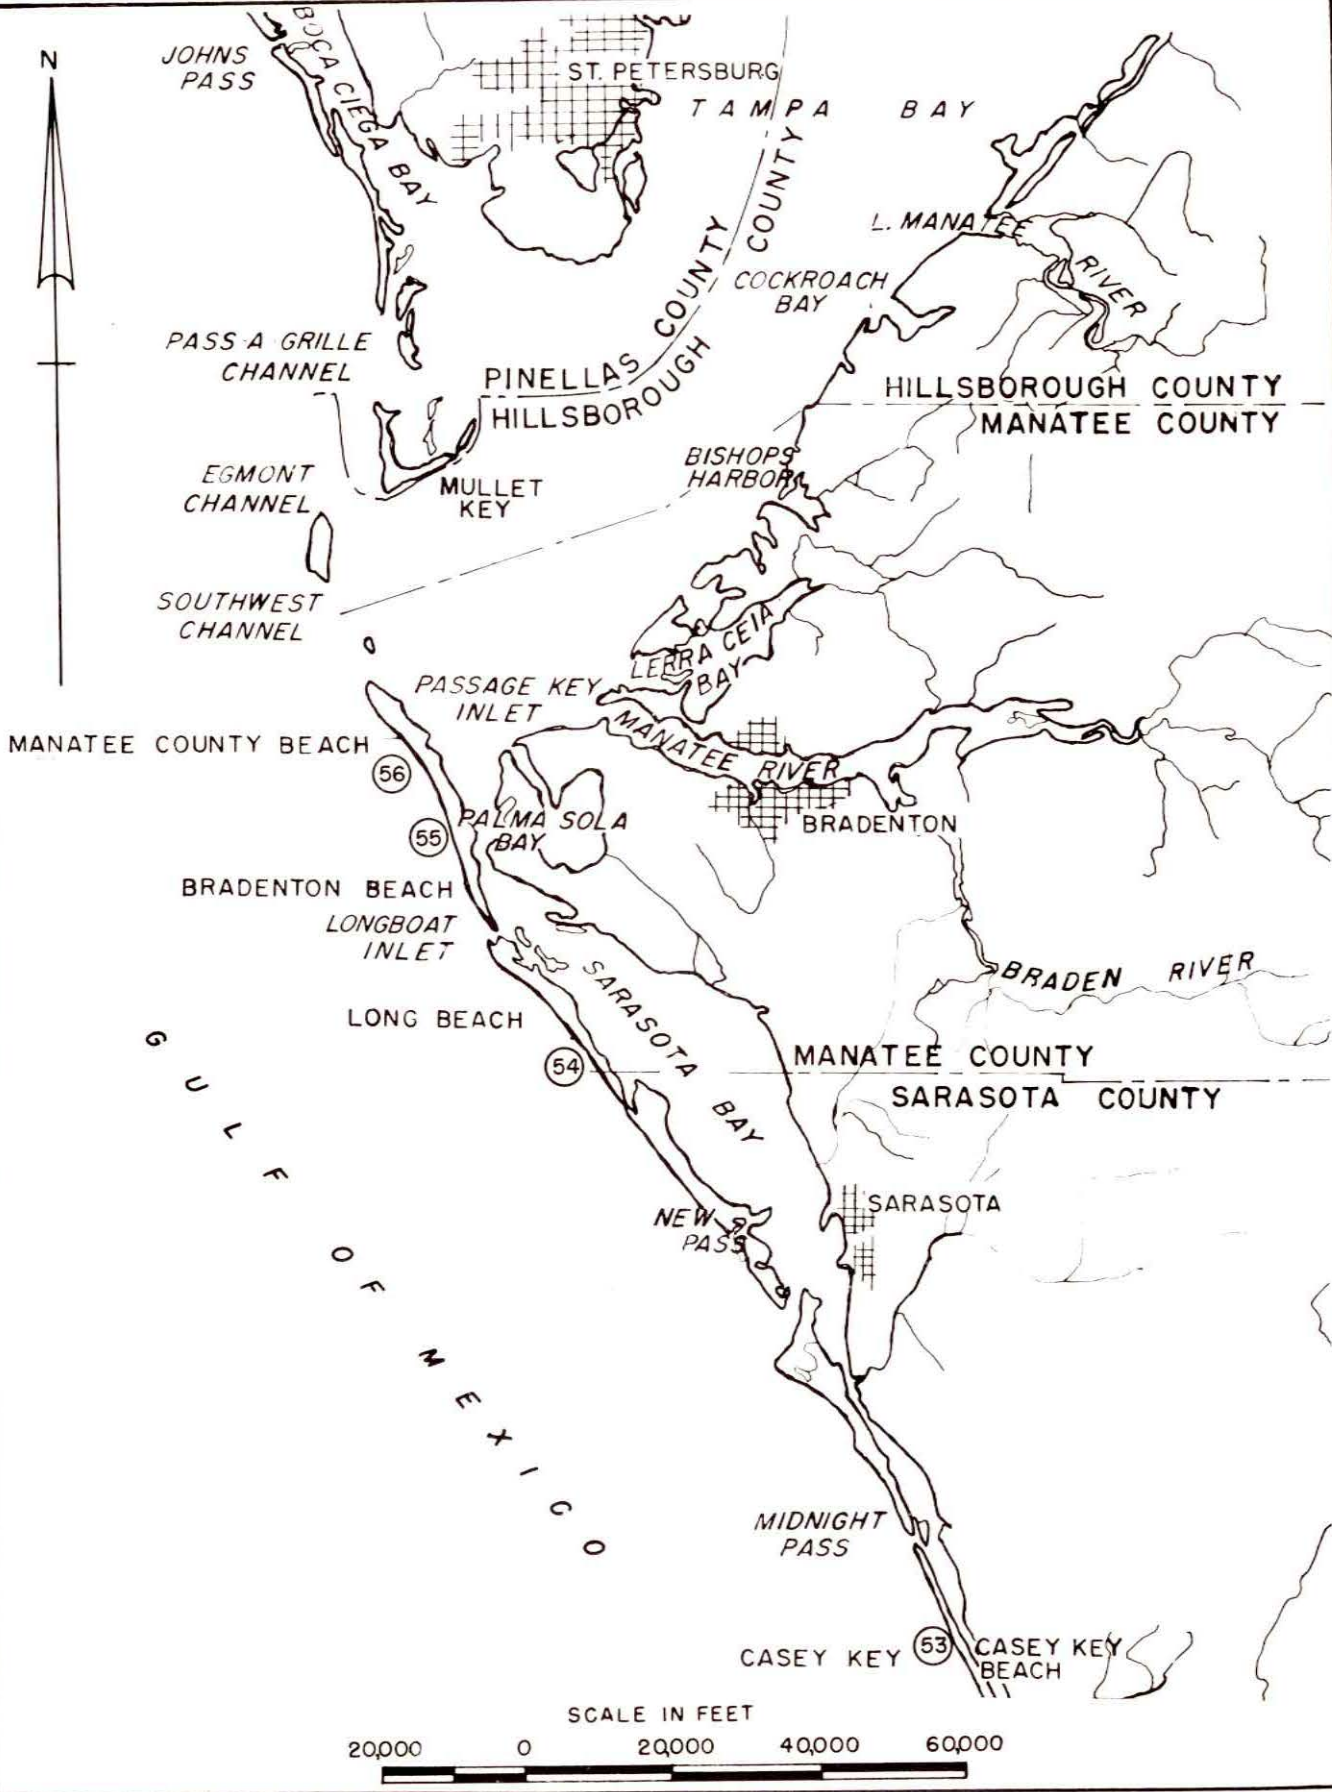 N
JOHNS
PASS
BOCA CIEGA BAY
ST. PETERSBURG
TAMPA BAY
L. MANATEE
RIVER
COCKROACH
BAY
PINELLAS COUNTY
HILLSBOROUGH COUNTY
PASS-A-GRILLE
CHANNEL
HILLSBOROUGH COUNTY
MANATEE COUNTY
EGMONT
CHANNEL
MULLET
KEY
BISHOPS
HARBOR
SOUTHWEST
CHANNEL
LERRA CEIA
BAY
PASSAGE KEY
INLET
MANATEE RIVER
MANATEE COUNTY BEACH
56
PALMA SOLA
BAY
55
BRADENTON
BRADENTON BEACH
LONGBOAT
INLET
SARASOTA BAY
BRADEN RIVER
LONG BEACH
54
MANATEE COUNTY
SARASOTA COUNTY
GULF OF MEXICO
SARASOTA
NEW
PASS
MIDNIGHT
PASS
CASEY KEY
53
CASEY KEY
BEACH
SCALE IN FEET
20,000 0 20,000 40,000 60,000